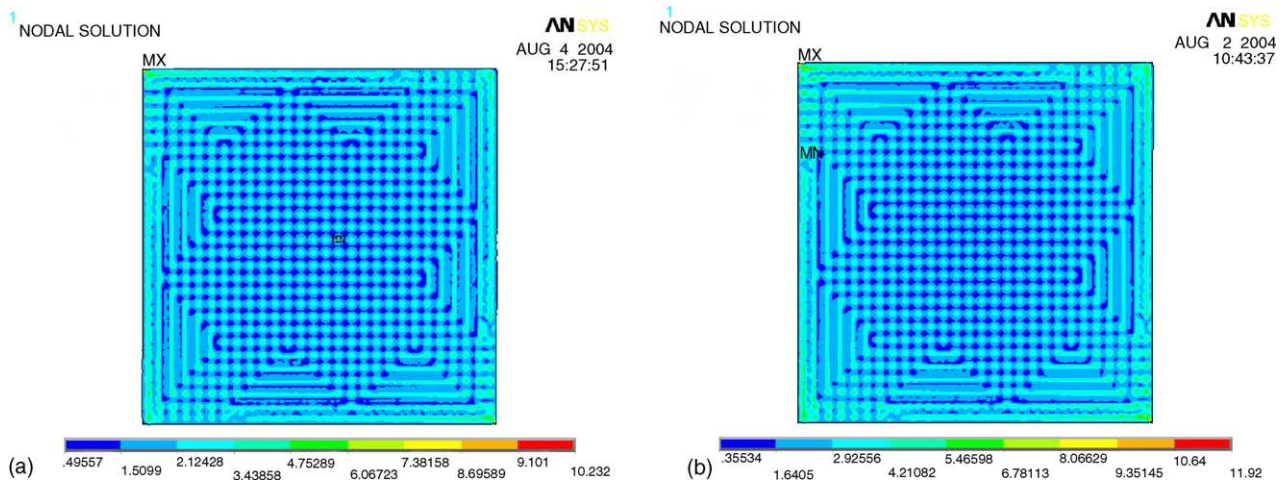 1
NODAL SOLUTION
ANSYS
AUG 4 2004
15:27:51
MX
.49557 1.5099 2.12428 3.43858 4.75289 6.06723 7.38158 8.69589 9.101 10.232
(a)
1
NODAL SOLUTION
ANSYS
AUG 2 2004
10:43:37
MX
MN
.35534 1.6405 2.92556 4.21082 5.46598 6.78113 8.06629 9.35145 10.64 11.92
(b)